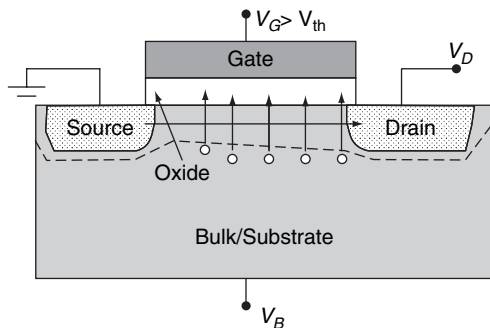 V_G > V_th
Gate
V_D
Source
Drain
Oxide
Bulk/Substrate
V_B